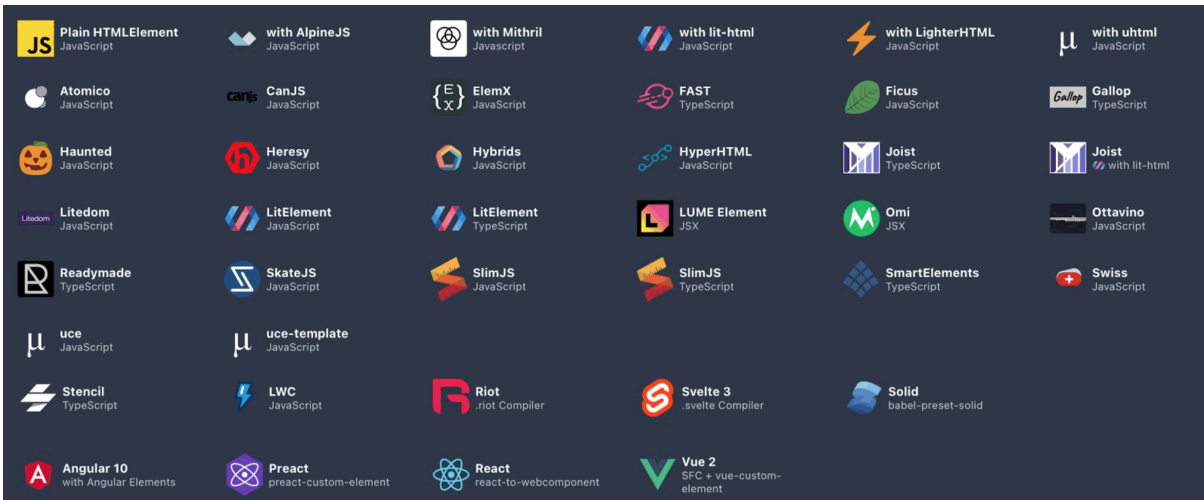 JS
Plain HTMLElement
JavaScript
with AlpineJS
JavaScript
with Mithril
Javascript
with lit-html
JavaScript
with LighterHTML
JavaScript
μ
with uhtml
JavaScript
Atomico
JavaScript
canjs
CanJS
JavaScript
{EX}
ElemX
JavaScript
FAST
TypeScript
Ficus
JavaScript
Gallop
Gallop
TypeScript
Haunted
JavaScript
h
Heresy
JavaScript
Hybrids
JavaScript
HyperHTML
JavaScript
Joist
TypeScript
Joist
with lit-html
Litedom
Litedom
JavaScript
LitElement
JavaScript
LitElement
TypeScript
L
LUME Element
JSX
Omi
JSX
Ottavino
JavaScript
R
Readymade
TypeScript
SkateJS
JavaScript
SlimJS
JavaScript
SlimJS
TypeScript
SmartElements
TypeScript
Swiss
JavaScript
μ
uce
JavaScript
μ
uce-template
JavaScript
Stencil
TypeScript
LWC
JavaScript
Riot
.riot Compiler
Svelte 3
.svelte Compiler
Solid
babel-preset-solid
A
Angular 10
with Angular Elements
Preact
preact-custom-element
React
react-to-webcomponent
Vue 2
SFC + vue-custom-
element